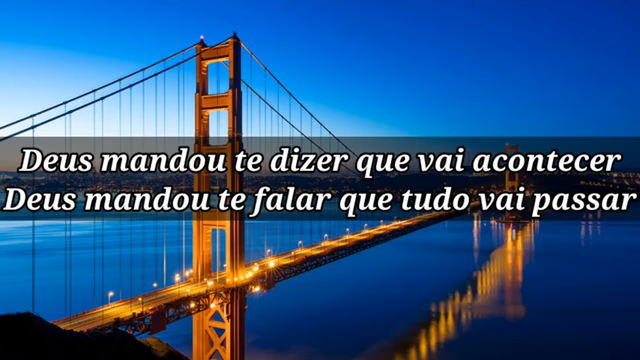 Deus mandou te dizer que vai acontecer
Deus mandou te falar que tudo vai passar